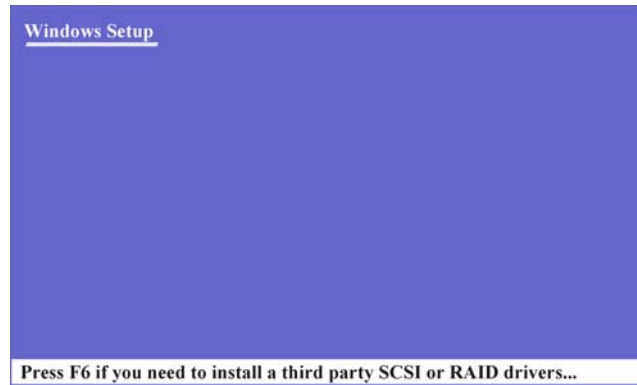 Windows Setup
Press F6 if you need to install a third party SCSI or RAID drivers...